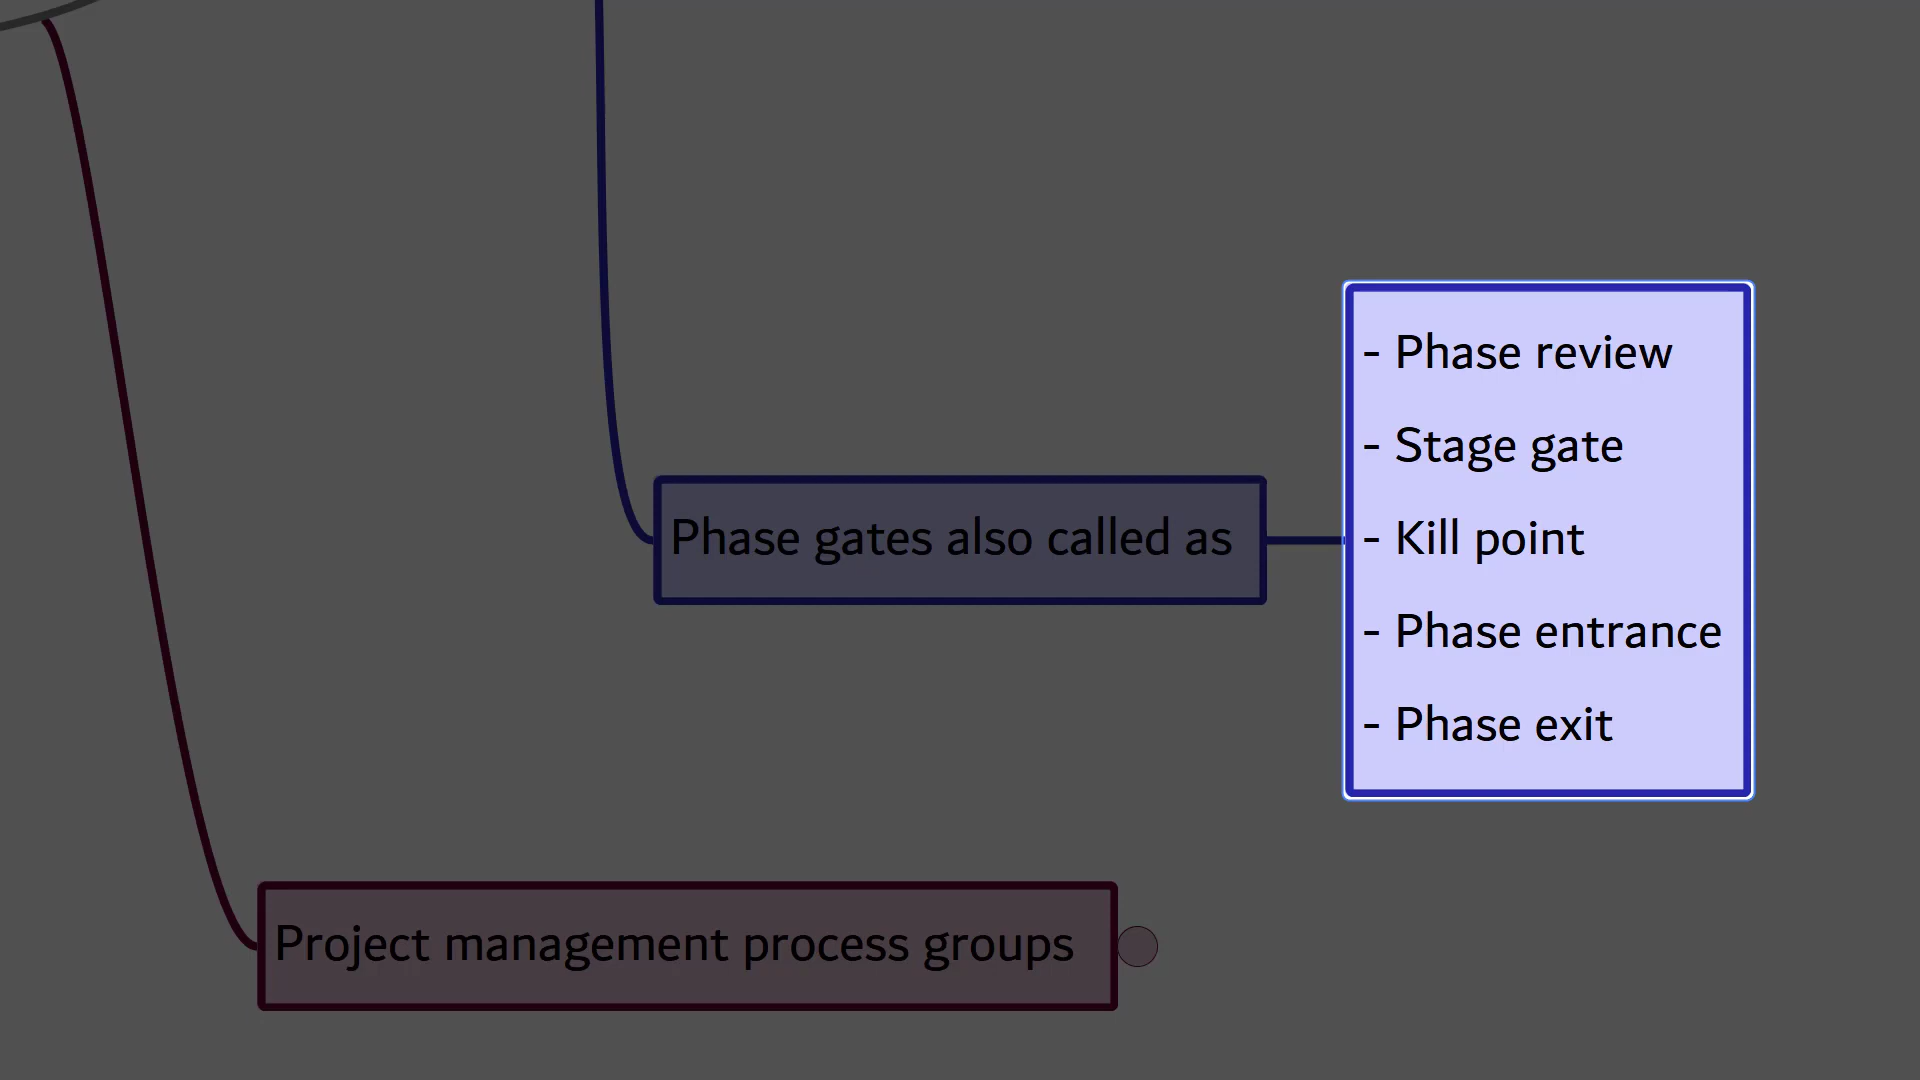 - Phase review
- Stage gate
Phase gates also called as
- Kill point
- Phase entrance
- Phase exit
Project management process groups